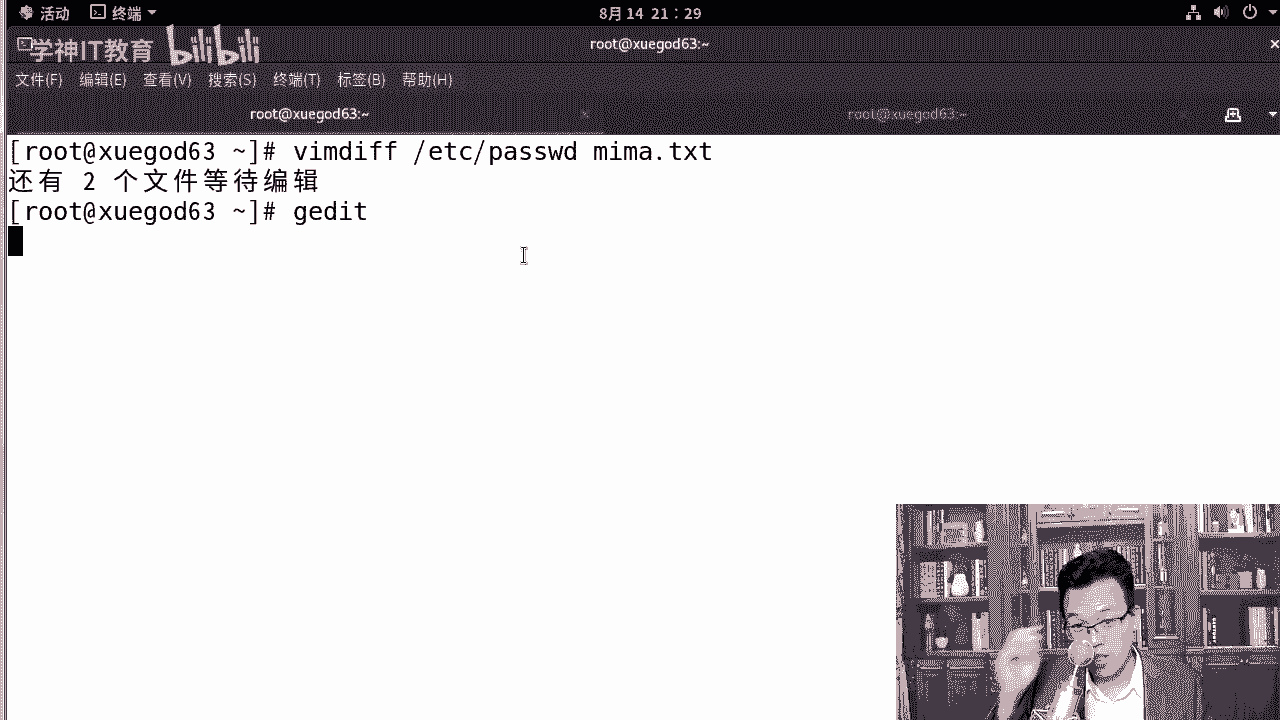 活动 终端 8月 14 21：29
学神IT教育 bilibili root@xuegod63:~
文件(F) 编辑(E) 查看(V) 搜索(S) 终端(T) 标签(B) 帮助(H)
root@xuegod63:~ root@xuegod63:~
[root@xuegod63 ~]# vimdiff /etc/passwd mima.txt
还有 2 个文件等待编辑
[root@xuegod63 ~]# gedit